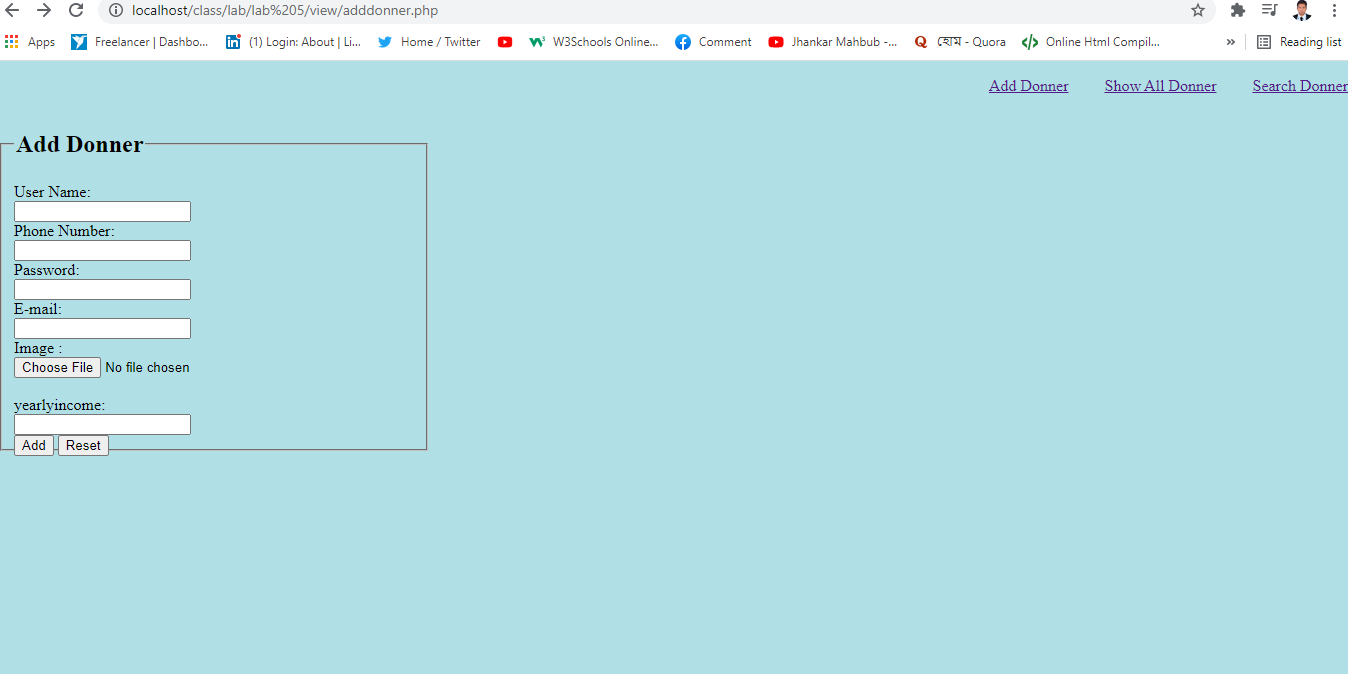 localhost/class/lab/lab%205/view/adddonner.php
Apps Freelancer | Dashbo... (1) Login: About | Li... Home / Twitter W3Schools Online... Comment Jhankar Mahbub -... হোম - Quora Online Html Compil... » Reading list
Add Donner Show All Donner Search Donner
Add Donner
User Name:
Phone Number:
Password:
E-mail:
Image :
Choose File No file chosen
yearlyincome:
Add Reset